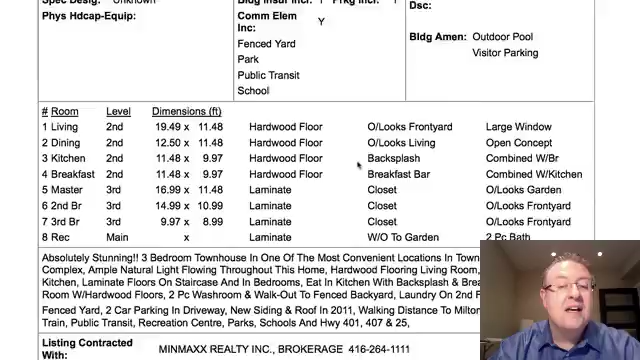 Spec Desig: Unknown
Bldg Insur Incl: Y Prkg Incl: Y
Dsc:
Phys Hdcap-Equip:
Comm Elem Inc: Y
Fenced Yard
Park
Public Transit
School
Bldg Amen: Outdoor Pool
Visitor Parking
# Room Level Dimensions (ft)
1 Living 2nd 19.49 x 11.48 Hardwood Floor O/Looks Frontyard Large Window
2 Dining 2nd 12.50 x 11.48 Hardwood Floor O/Looks Living Open Concept
3 Kitchen 2nd 11.48 x 9.97 Hardwood Floor Backsplash Combined W/Br
4 Breakfast 2nd 11.48 x 9.97 Hardwood Floor Breakfast Bar Combined W/Kitchen
5 Master 3rd 16.99 x 11.48 Laminate Closet O/Looks Garden
6 2nd Br 3rd 14.99 x 10.99 Laminate Closet O/Looks Frontyard
7 3rd Br 3rd 9.97 x 8.99 Laminate Closet O/Looks Frontyard
8 Rec Main x Laminate W/O To Garden 2 Pc Bath
Absolutely Stunning!! 3 Bedroom Townhouse In One Of The Most Convenient Locations In Town
Complex, Ample Natural Light Flowing Throughout This Home, Hardwood Flooring Living Room,
Kitchen, Laminate Floors On Staircase And In Bedrooms, Eat In Kitchen With Backsplash &
Room W/Hardwood Floors, 2 Pc Washroom & Walk-Out To Fenced Backyard, Laundry On 2nd
Fenced Yard, 2 Car Parking In Driveway, New Siding & Roof In 2011, Walking Distance To
Train, Public Transit, Recreation Centre, Parks, Schools And Hwy 401, 407 & 25,
Listing Contracted With: MINMAXX REALTY INC., BROKERAGE 416-264-1111